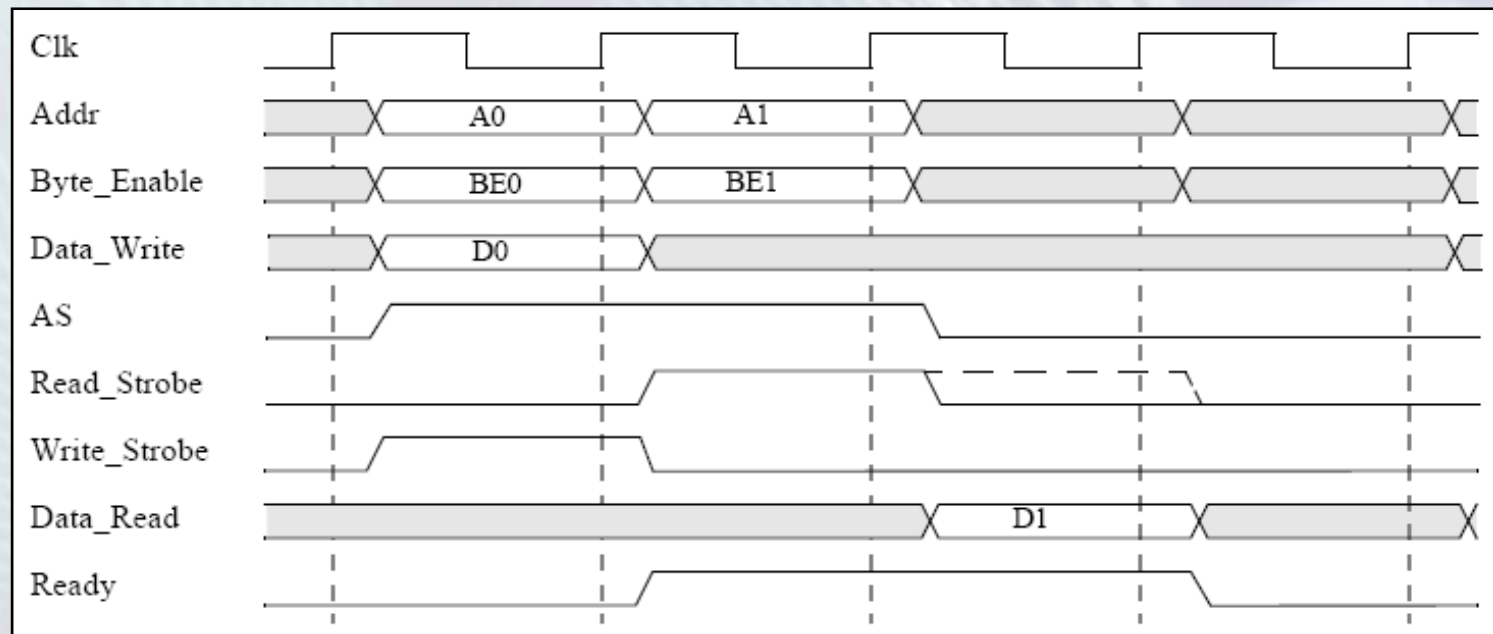 Clk
Addr A0 A1
Byte_Enable BE0 BE1
Data_Write D0
AS
Read_Strobe
Write_Strobe
Data_Read D1
Ready